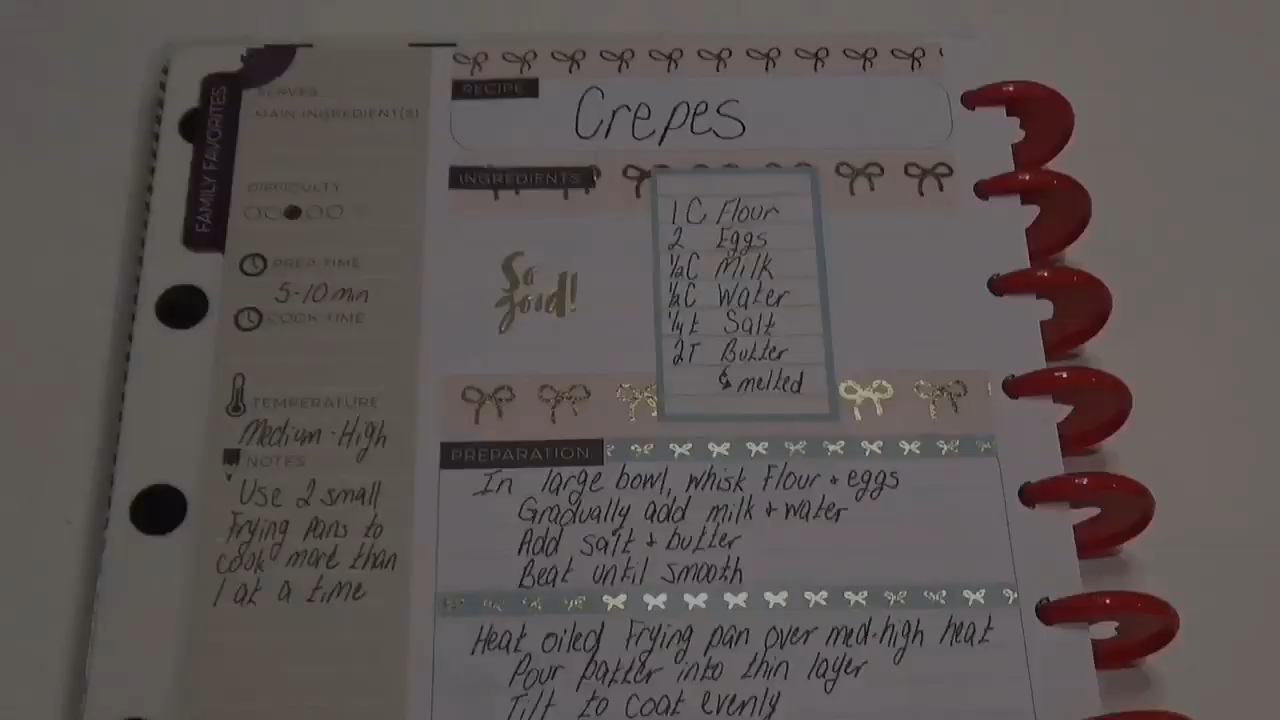 FAMILY FAVORITES
SERVES
MAIN INGREDIENT(S)
DIFFICULTY
PREP TIME
5-10 min
COOK TIME
TEMPERATURE
Medium-High
NOTES
Use 2 small
Frying pans to
cook more than
1 at a time
RECIPE
Crepes
INGREDIENTS
So
good!
1 C Flour
2 Eggs
½C Milk
½C Water
¼t Salt
2T Butter
↳ melted
PREPARATION
In large bowl, whisk Flour + eggs
Gradually add milk + water
Add salt + butter
Beat until smooth
Heat oiled Frying pan over med-high heat
Pour batter into thin layer
Tilt to coat evenly